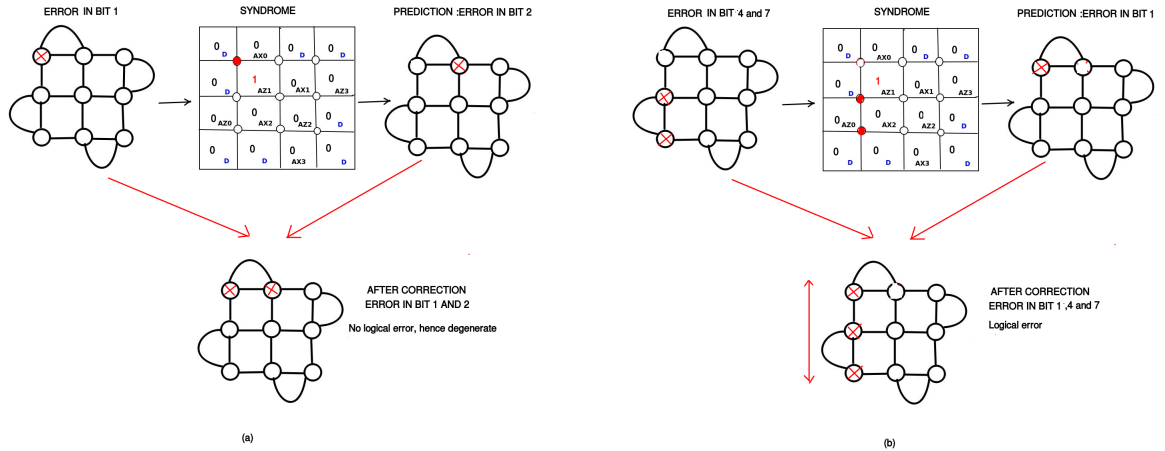 ERROR IN BIT 1
SYNDROME
PREDICTION :ERROR IN BIT 2
0 0 0 0
D AX0 D D
0 1 0 0
D AZ1 AX1 AZ3
0 0 0 0
AZ0 AX2 AZ2 D
0 0 0 0
D D AX3 D
AFTER CORRECTION
ERROR IN BIT 1 AND 2
No logical error, hence degenerate
(a)
ERROR IN BIT 4 and 7
SYNDROME
PREDICTION :ERROR IN BIT 1
0 0 0 0
D AX0 D D
0 1 0 0
D AZ1 AX1 AZ3
0 0 0 0
AZ0 AX2 AZ2 D
0 0 0 0
D D AX3 D
AFTER CORRECTION
ERROR IN BIT 1 ,4 and 7
Logical error
(b)